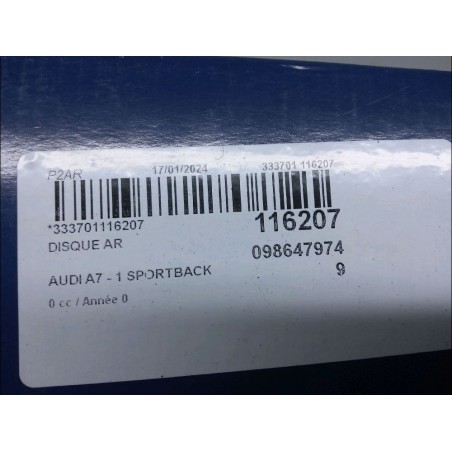 P2AR 17/01/2024 333701 116207
*333701116207 116207
DISQUE AR 098647974
AUDI A7 - 1 SPORTBACK 9
0 cc / Année 0